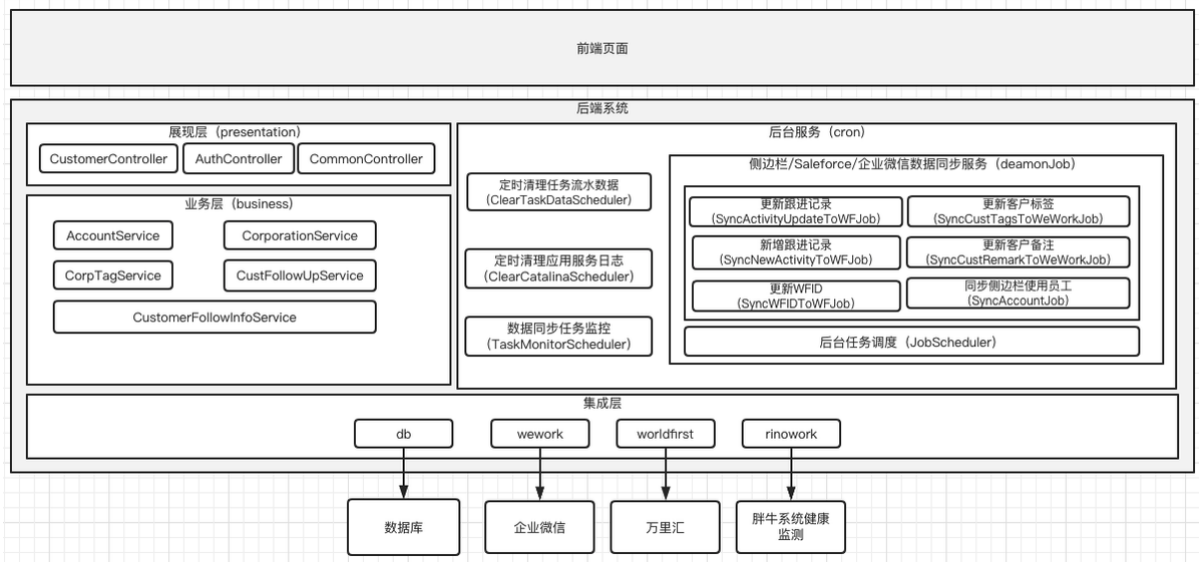 前端页面
后端系统
展现层（presentation）
CustomerController
AuthController
CommonController
业务层（business）
AccountService
CorporationService
CorpTagService
CustFollowUpService
CustomerFollowInfoService
后台服务（cron）
定时清理任务流水数据
（ClearTaskDataScheduler）
定时清理应用服务日志
（ClearCatalinaScheduler）
数据同步任务监控
（TaskMonitorScheduler）
侧边栏/Saleforce/企业微信数据同步服务（deamonJob）
更新跟进记录
（SyncActivityUpdateToWFJob）
更新客户标签
（SyncCustTagsToWeWorkJob）
新增跟进记录
（SyncNewActivityToWFJob）
更新客户备注
（SyncCustRemarkToWeWorkJob）
更新WFID
（SyncWFIDToWFJob）
同步侧边栏使用员工
（SyncAccountJob）
后台任务调度（JobScheduler）
集成层
db
wework
worldfirst
rinowork
数据库
企业微信
万里汇
胖牛系统健康
监测